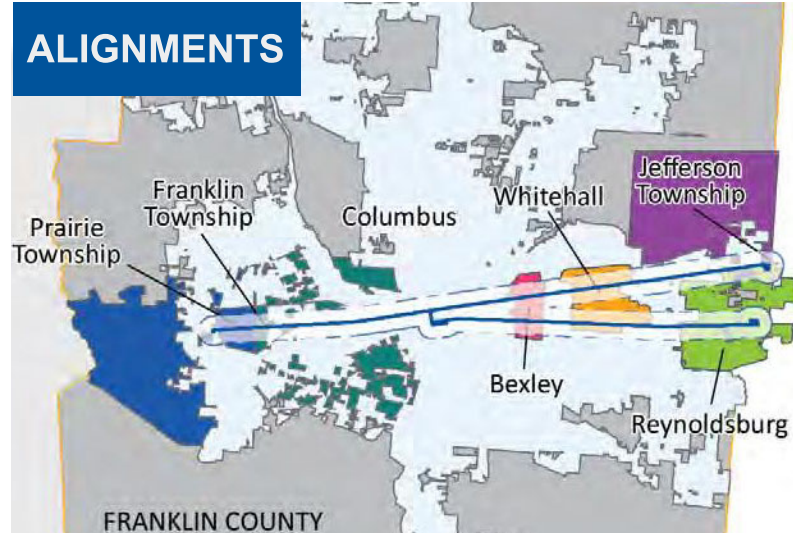 ALIGNMENTS
Jefferson
Township
Franklin
Township
Whitehall
Columbus
Prairie
Township
Bexley
Reynoldsburg
FRANKLIN COUNTY